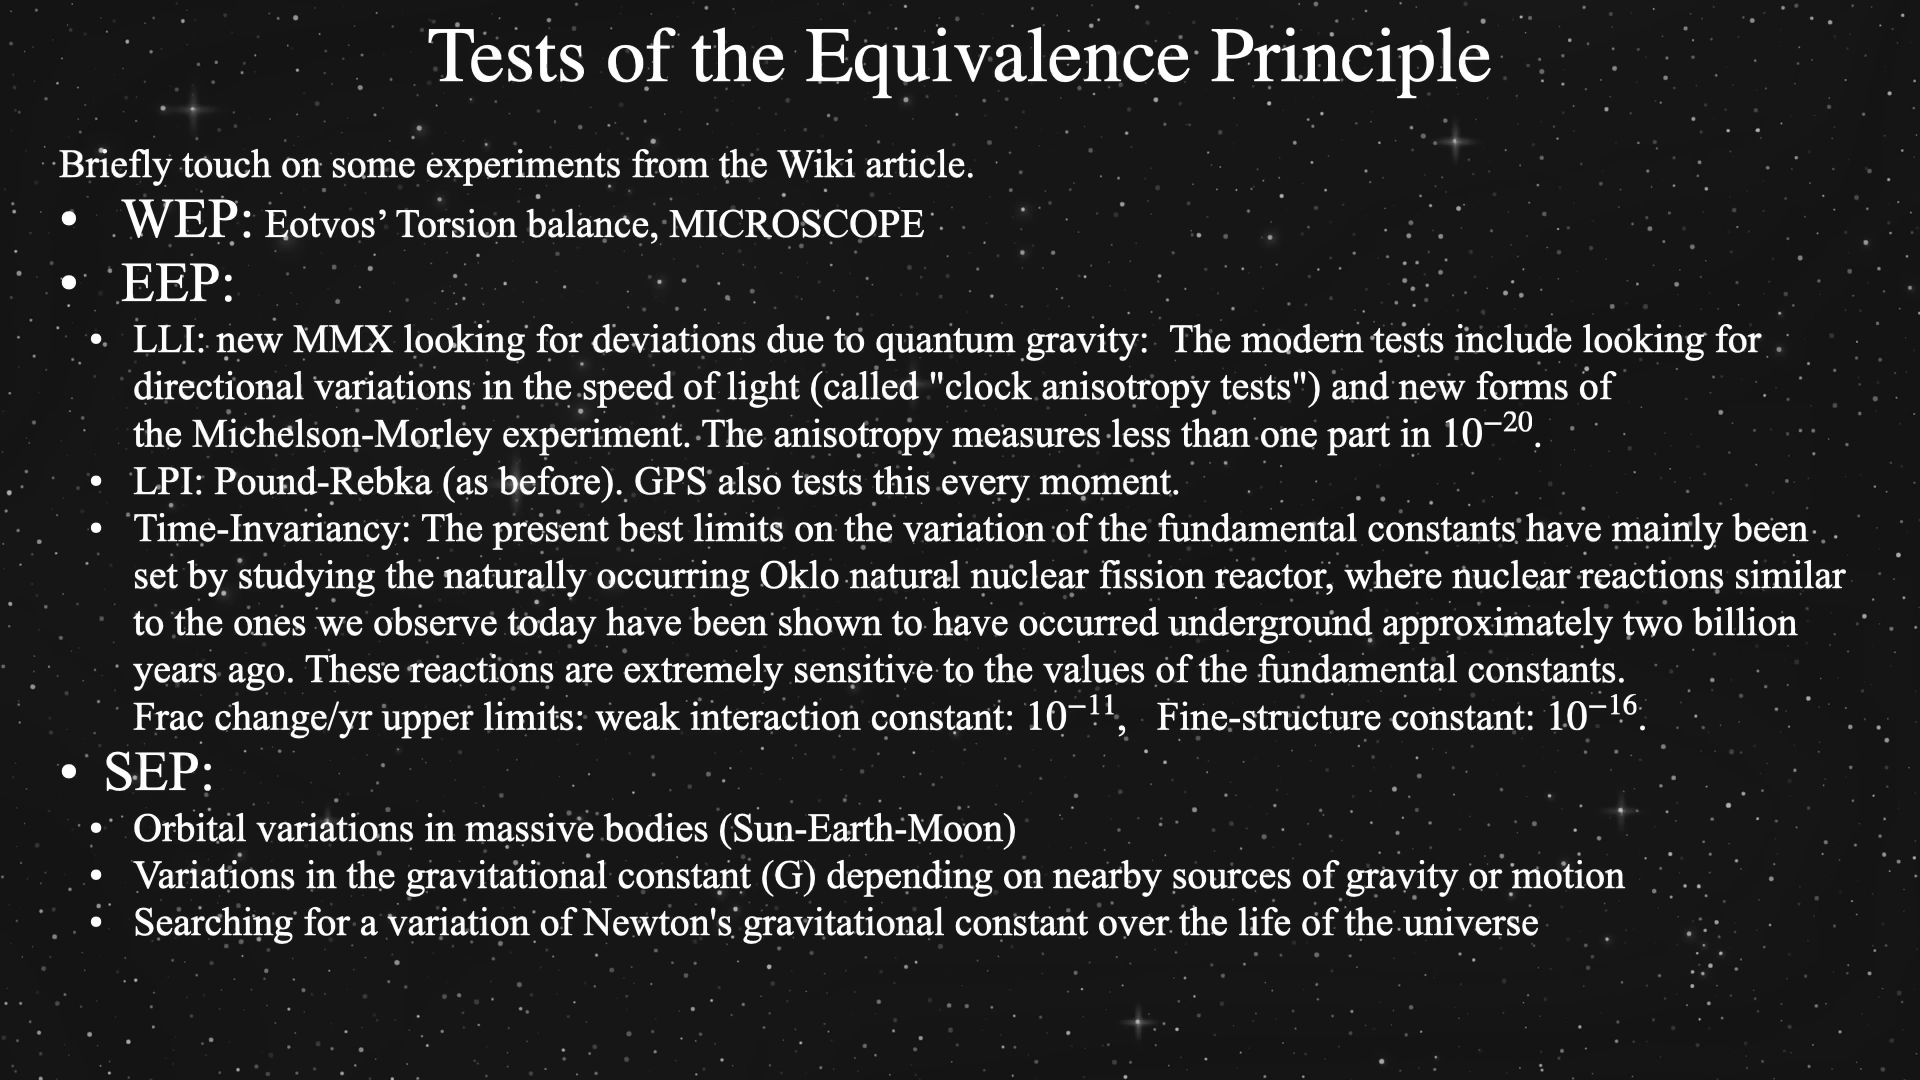 Tests of the Equivalence Principle
Briefly touch on some experiments from the Wiki article.
• WEP: Eotvos’ Torsion balance, MICROSCOPE
• EEP:
• LLI: new MMX looking for deviations due to quantum gravity:  The modern tests include looking for
directional variations in the speed of light (called "clock anisotropy tests") and new forms of
the Michelson-Morley experiment. The anisotropy measures less than one part in 10⁻²⁰.
• LPI: Pound-Rebka (as before). GPS also tests this every moment.
• Time-Invariancy: The present best limits on the variation of the fundamental constants have mainly been
set by studying the naturally occurring Oklo natural nuclear fission reactor, where nuclear reactions similar
to the ones we observe today have been shown to have occurred underground approximately two billion
years ago. These reactions are extremely sensitive to the values of the fundamental constants.
Frac change/yr upper limits: weak interaction constant: 10⁻¹¹,   Fine-structure constant: 10⁻¹⁶.
• SEP:
• Orbital variations in massive bodies (Sun-Earth-Moon)
• Variations in the gravitational constant (G) depending on nearby sources of gravity or motion
• Searching for a variation of Newton's gravitational constant over the life of the universe